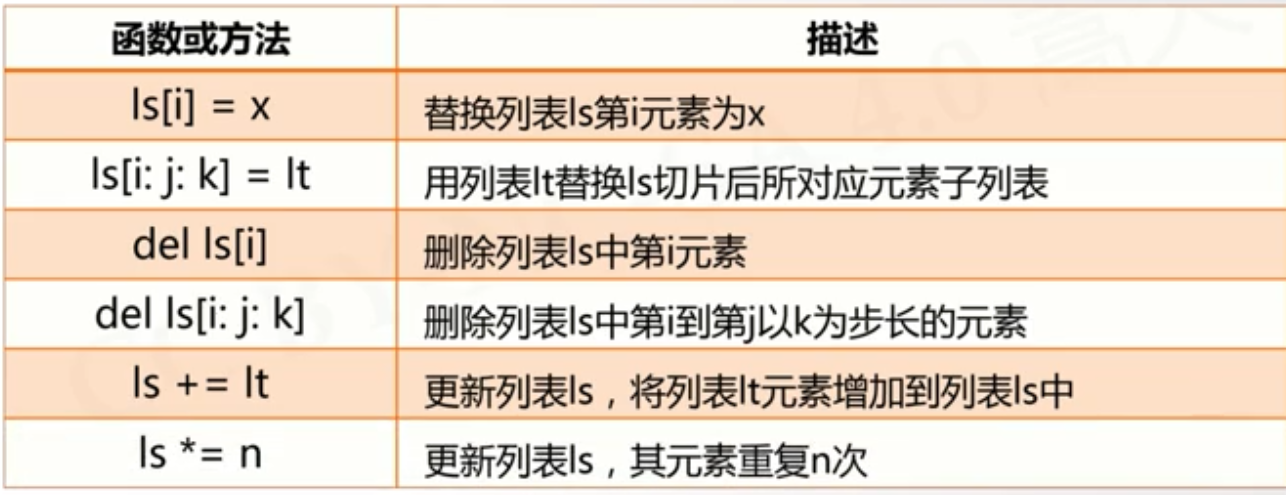 函数或方法 描述
ls[i] = x 替换列表ls第i元素为x
ls[i: j: k] = lt 用列表lt替换ls切片后所对应元素子列表
del ls[i] 删除列表ls中第i元素
del ls[i: j: k] 删除列表ls中第i到第j以k为步长的元素
ls += lt 更新列表ls，将列表lt元素增加到列表ls中
ls *= n 更新列表ls，其元素重复n次